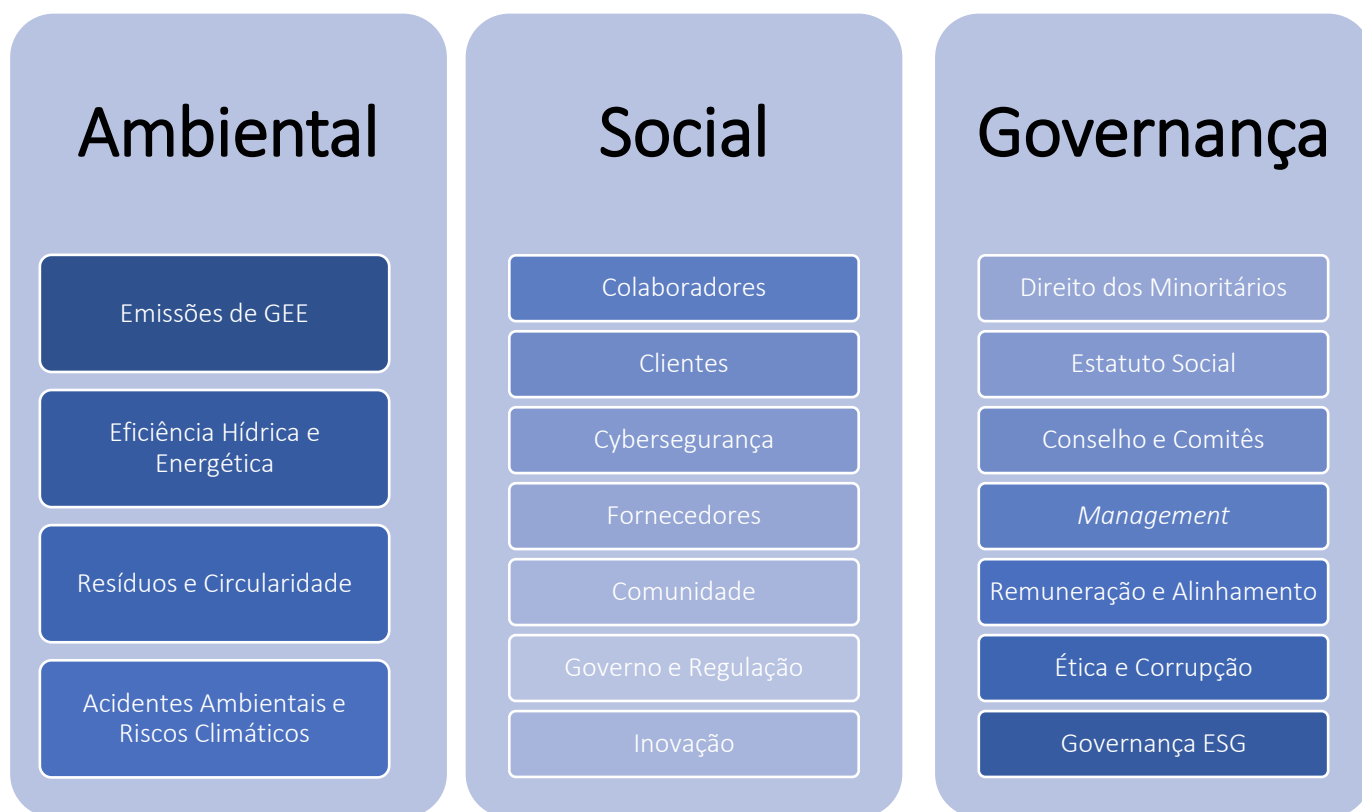 Ambiental
Emissões de GEE
Eficiência Hídrica e
Energética
Resíduos e Circularidade
Acidentes Ambientais e
Riscos Climáticos
Social
Colaboradores
Clientes
Cybersegurança
Fornecedores
Comunidade
Governo e Regulação
Inovação
Governança
Direito dos Minoritários
Estatuto Social
Conselho e Comitês
Management
Remuneração e Alinhamento
Ética e Corrupção
Governança ESG